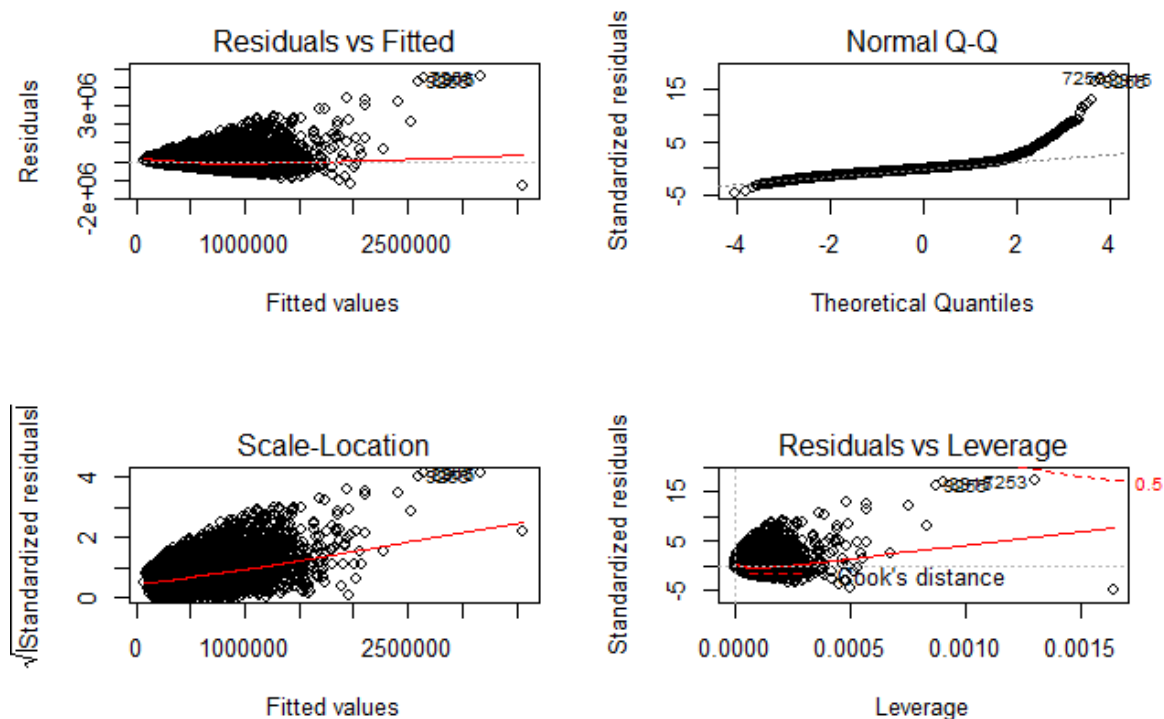 Residuals vs Fitted
Residuals
3e+06
-2e+06
0 1000000 2500000
Fitted values
Normal Q-Q
Standardized residuals
15
5
-5
-4 -2 0 2 4
Theoretical Quantiles
Scale-Location
√|Standardized residuals|
4
2
0
0 1000000 2500000
Fitted values
Residuals vs Leverage
Standardized residuals
15
5
-5
7253
0.5
Cook's distance
0.0000 0.0005 0.0010 0.0015
Leverage